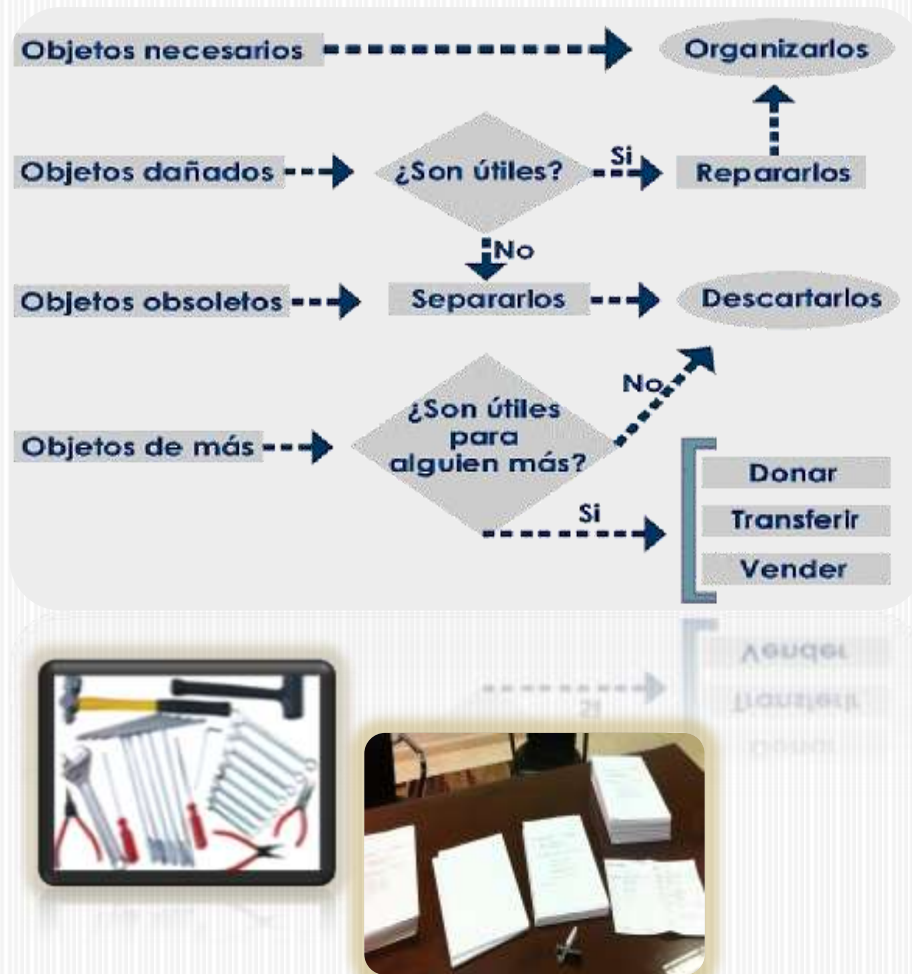 Objetos necesarios
Organizarlos
Objetos dañados
¿Son útiles?
Si
Repararlos
No
Objetos obsoletos
Separarlos
Descartarlos
Objetos de más
¿Son útiles
para
alguien más?
No
Si
Donar
Transferir
Vender